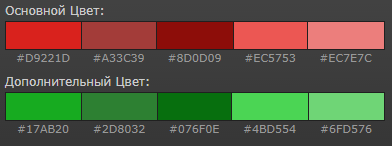 Основной Цвет:
#D9221D #A33C39 #8D0D09 #EC5753 #EC7E7C
Дополнительный Цвет:
#17AB20 #2D8032 #076F0E #4BD554 #6FD576